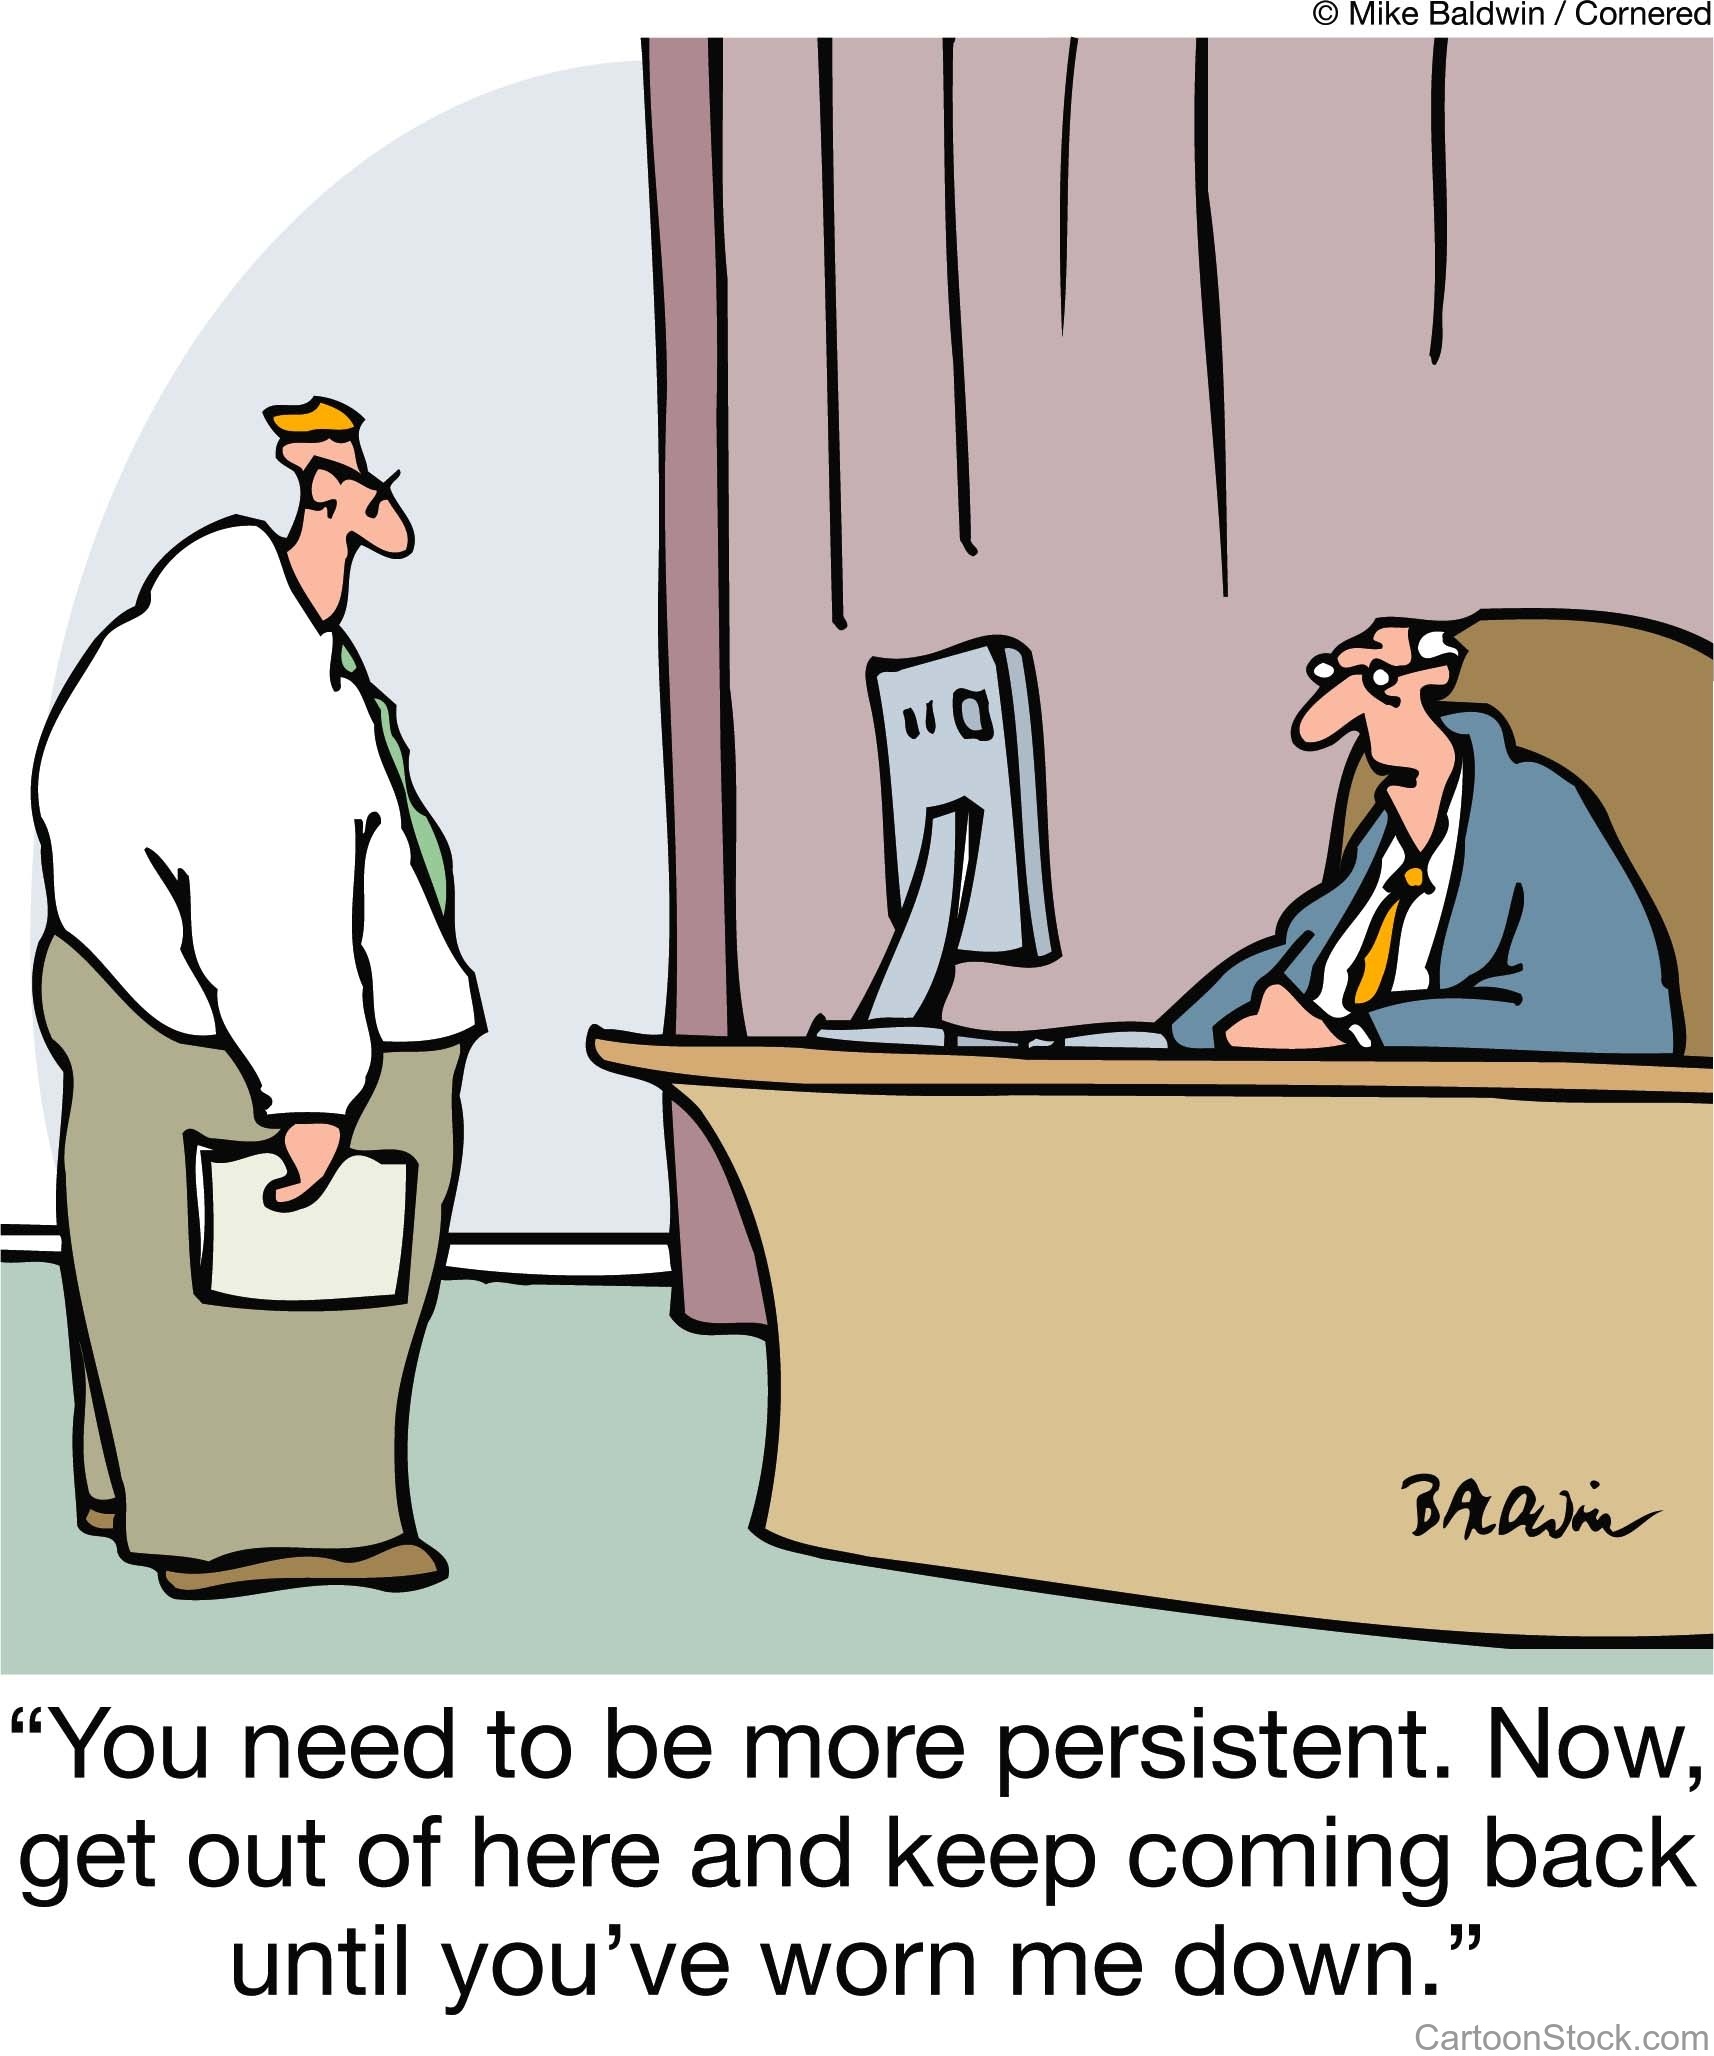 © Mike Baldwin / Cornered
BALDWIN
“You need to be more persistent. Now,
get out of here and keep coming back
until you’ve worn me down.”
CartoonStock.com